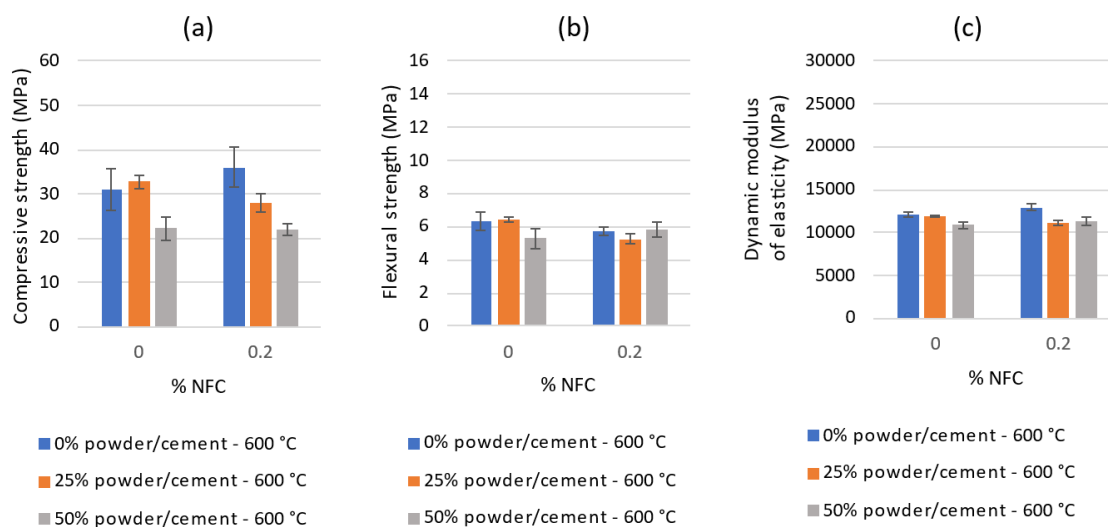 (a)
Compressive strength (MPa)
60
50
40
30
20
10
0
0
0.2
% NFC
0% powder/cement - 600 °C
25% powder/cement - 600 °C
50% powder/cement - 600 °C
(b)
Flexural strength (MPa)
16
14
12
10
8
6
4
2
0
0
0.2
% NFC
0% powder/cement - 600 °C
25% powder/cement - 600 °C
50% powder/cement - 600 °C
(c)
Dynamic modulus
of elasticity (MPa)
30000
25000
20000
15000
10000
5000
0
0
0.2
% NFC
0% powder/cement - 600 °C
25% powder/cement - 600 °C
50% powder/cement - 600 °C